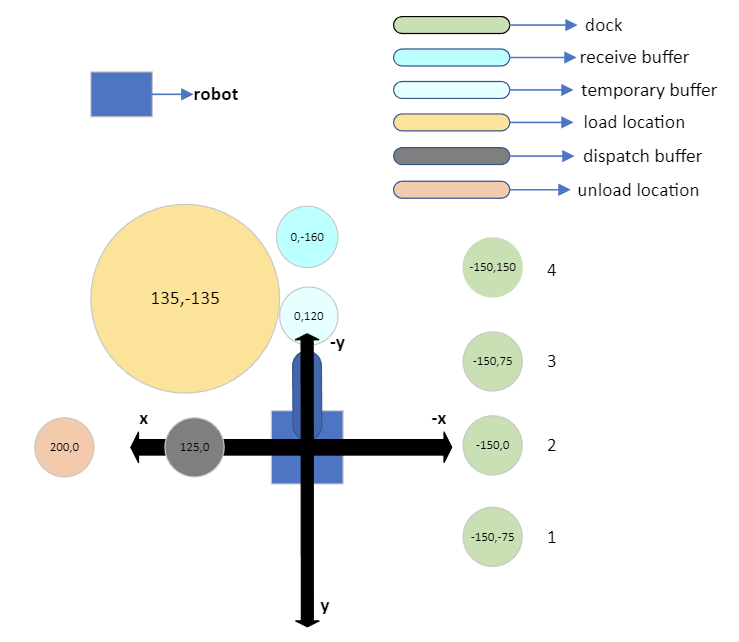 dock
receive buffer
robot
temporary buffer
load location
dispatch buffer
unload location
0,-160
-150,150
4
135,-135
0,120
-y
-150,75
3
x
-x
200,0
125,0
-150,0
2
-150,-75
1
y